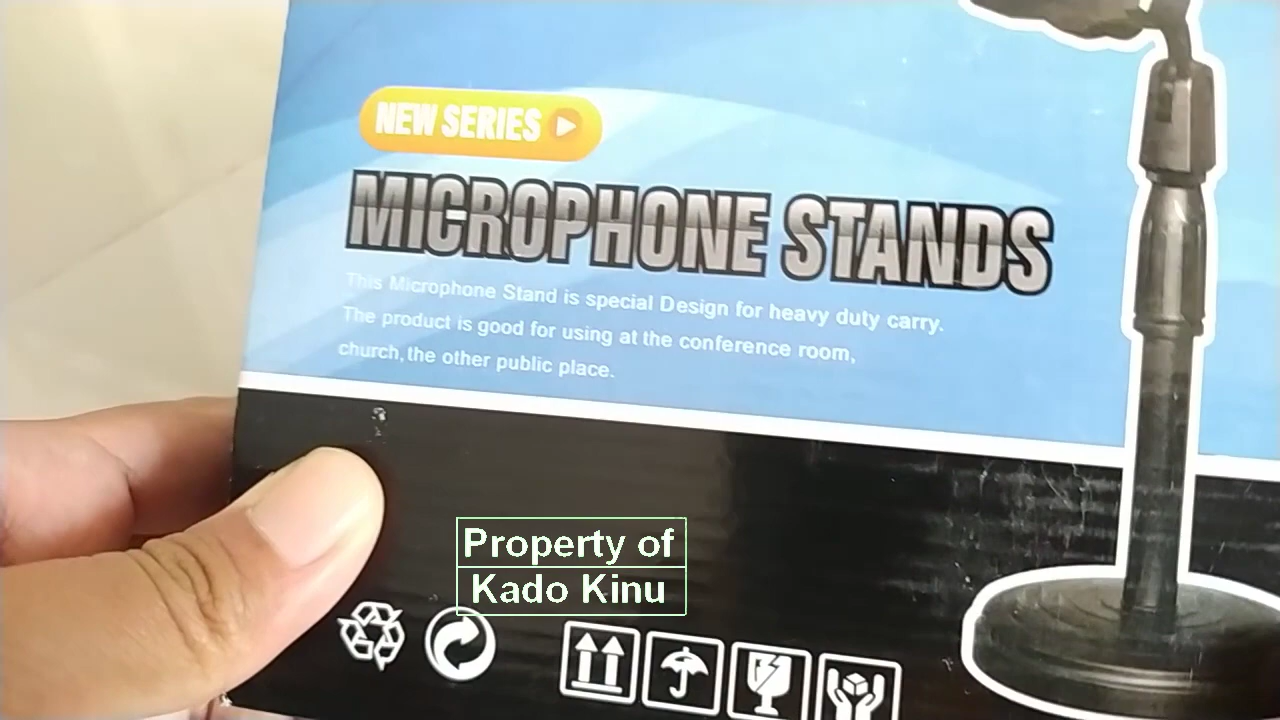 NEW SERIES
MICROPHONE STANDS
This Microphone Stand is special Design for heavy duty carry.
The product is good for using at the conference room,
church, the other public place.
Property of
Kado Kinu